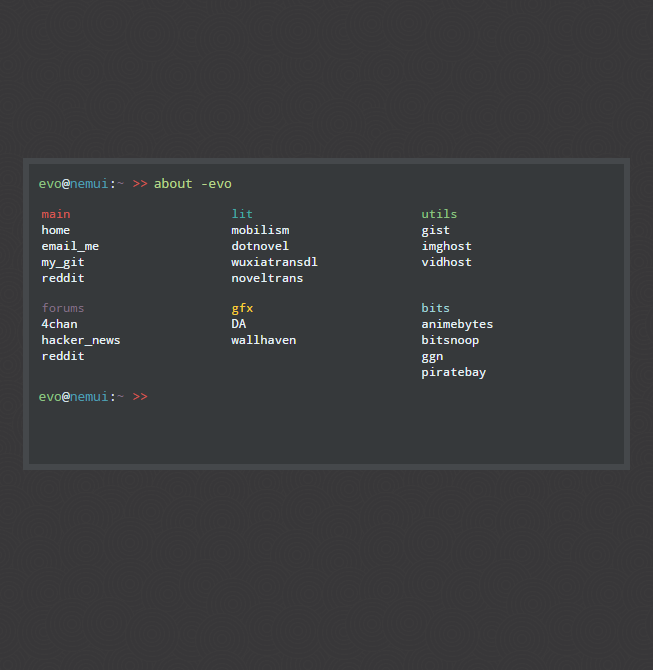 evo@nemui:~ >> about -evo
main
home
email_me
my_git
reddit
lit
mobilism
dotnovel
wuxiatransdl
noveltrans
utils
gist
imghost
vidhost
forums
4chan
hacker_news
reddit
gfx
DA
wallhaven
bits
animebytes
bitsnoop
ggn
piratebay
evo@nemui:~ >>